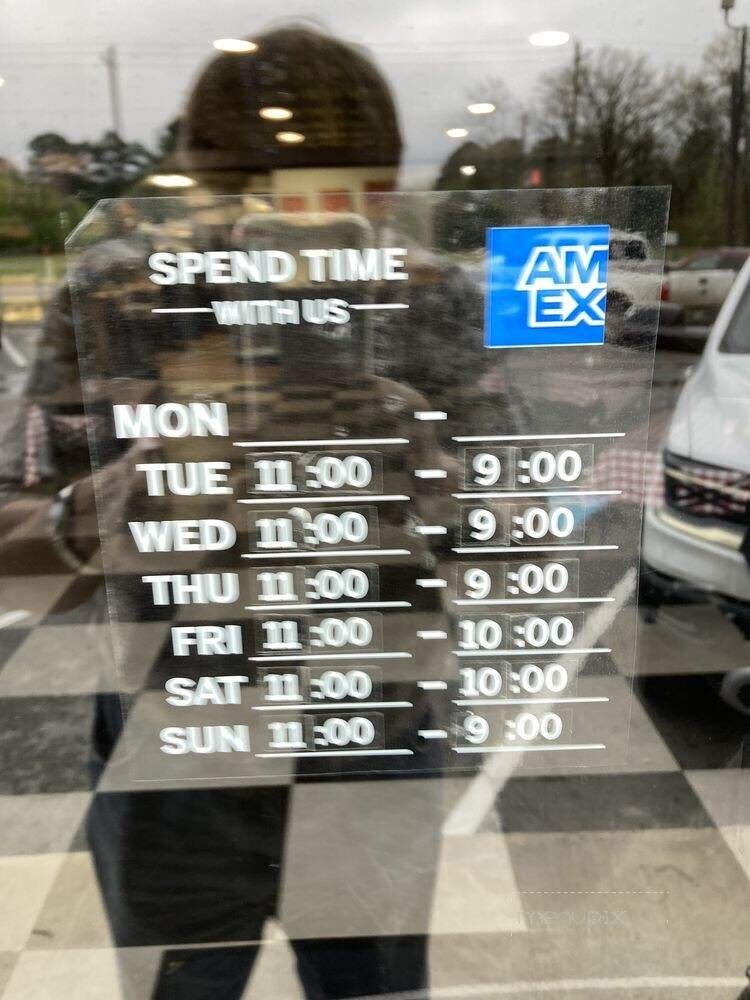 SPEND TIME
WITH US
AM
EX
MON -
TUE 11:00 - 9:00
WED 11:00 - 9:00
THU 11:00 - 9:00
FRI 11:00 - 10:00
SAT 11:00 - 10:00
SUN 11:00 - 9:00
menupix